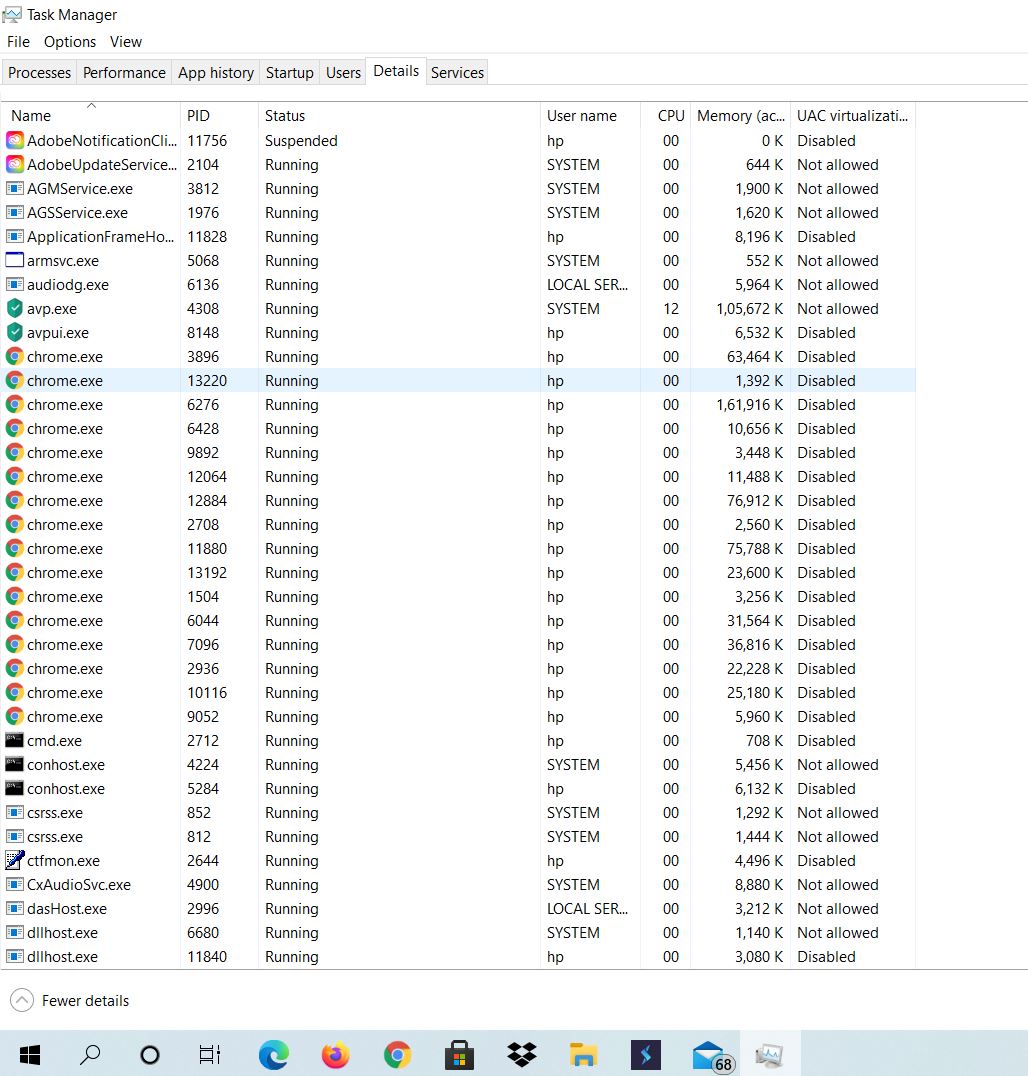 Task Manager
File Options View
Processes Performance App history Startup Users Details Services
Name PID Status User name CPU Memory (ac... UAC virtualizati...
AdobeNotificationCli... 11756 Suspended hp 00 0 K Disabled
AdobeUpdateService... 2104 Running SYSTEM 00 644 K Not allowed
AGMService.exe 3812 Running SYSTEM 00 1,900 K Not allowed
AGSService.exe 1976 Running SYSTEM 00 1,620 K Not allowed
ApplicationFrameHo... 11828 Running hp 00 8,196 K Disabled
armsvc.exe 5068 Running SYSTEM 00 552 K Not allowed
audiodg.exe 6136 Running LOCAL SER... 00 5,964 K Not allowed
avp.exe 4308 Running SYSTEM 12 1,05,672 K Not allowed
avpui.exe 8148 Running hp 00 6,532 K Disabled
chrome.exe 3896 Running hp 00 63,464 K Disabled
chrome.exe 13220 Running hp 00 1,392 K Disabled
chrome.exe 6276 Running hp 00 1,61,916 K Disabled
chrome.exe 6428 Running hp 00 10,656 K Disabled
chrome.exe 9892 Running hp 00 3,448 K Disabled
chrome.exe 12064 Running hp 00 11,488 K Disabled
chrome.exe 12884 Running hp 00 76,912 K Disabled
chrome.exe 2708 Running hp 00 2,560 K Disabled
chrome.exe 11880 Running hp 00 75,788 K Disabled
chrome.exe 13192 Running hp 00 23,600 K Disabled
chrome.exe 1504 Running hp 00 3,256 K Disabled
chrome.exe 6044 Running hp 00 31,564 K Disabled
chrome.exe 7096 Running hp 00 36,816 K Disabled
chrome.exe 2936 Running hp 00 22,228 K Disabled
chrome.exe 10116 Running hp 00 25,180 K Disabled
chrome.exe 9052 Running hp 00 5,960 K Disabled
cmd.exe 2712 Running hp 00 708 K Disabled
conhost.exe 4224 Running SYSTEM 00 5,456 K Not allowed
conhost.exe 5284 Running hp 00 6,132 K Disabled
csrss.exe 852 Running SYSTEM 00 1,292 K Not allowed
csrss.exe 812 Running SYSTEM 00 1,444 K Not allowed
ctfmon.exe 2644 Running hp 00 4,496 K Disabled
CxAudioSvc.exe 4900 Running SYSTEM 00 8,880 K Not allowed
dasHost.exe 2996 Running LOCAL SER... 00 3,212 K Not allowed
dllhost.exe 6680 Running SYSTEM 00 1,140 K Not allowed
dllhost.exe 11840 Running hp 00 3,080 K Disabled
Fewer details
68